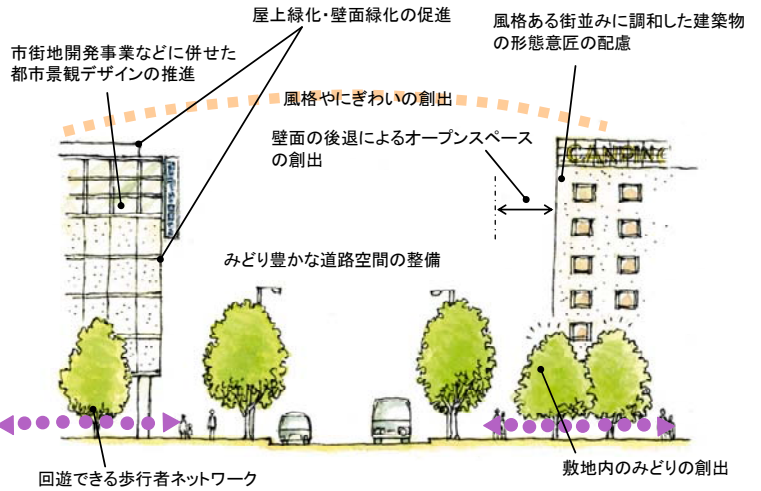 屋上緑化・壁面緑化の促進
風格ある街並みに調和した建築物
の形態意匠の配慮
市街地開発事業などに併せた
都市景観デザインの推進
風格やにぎわいの創出
壁面の後退によるオープンスペース
の創出
みどり豊かな道路空間の整備
敷地内のみどりの創出
回遊できる歩行者ネットワーク